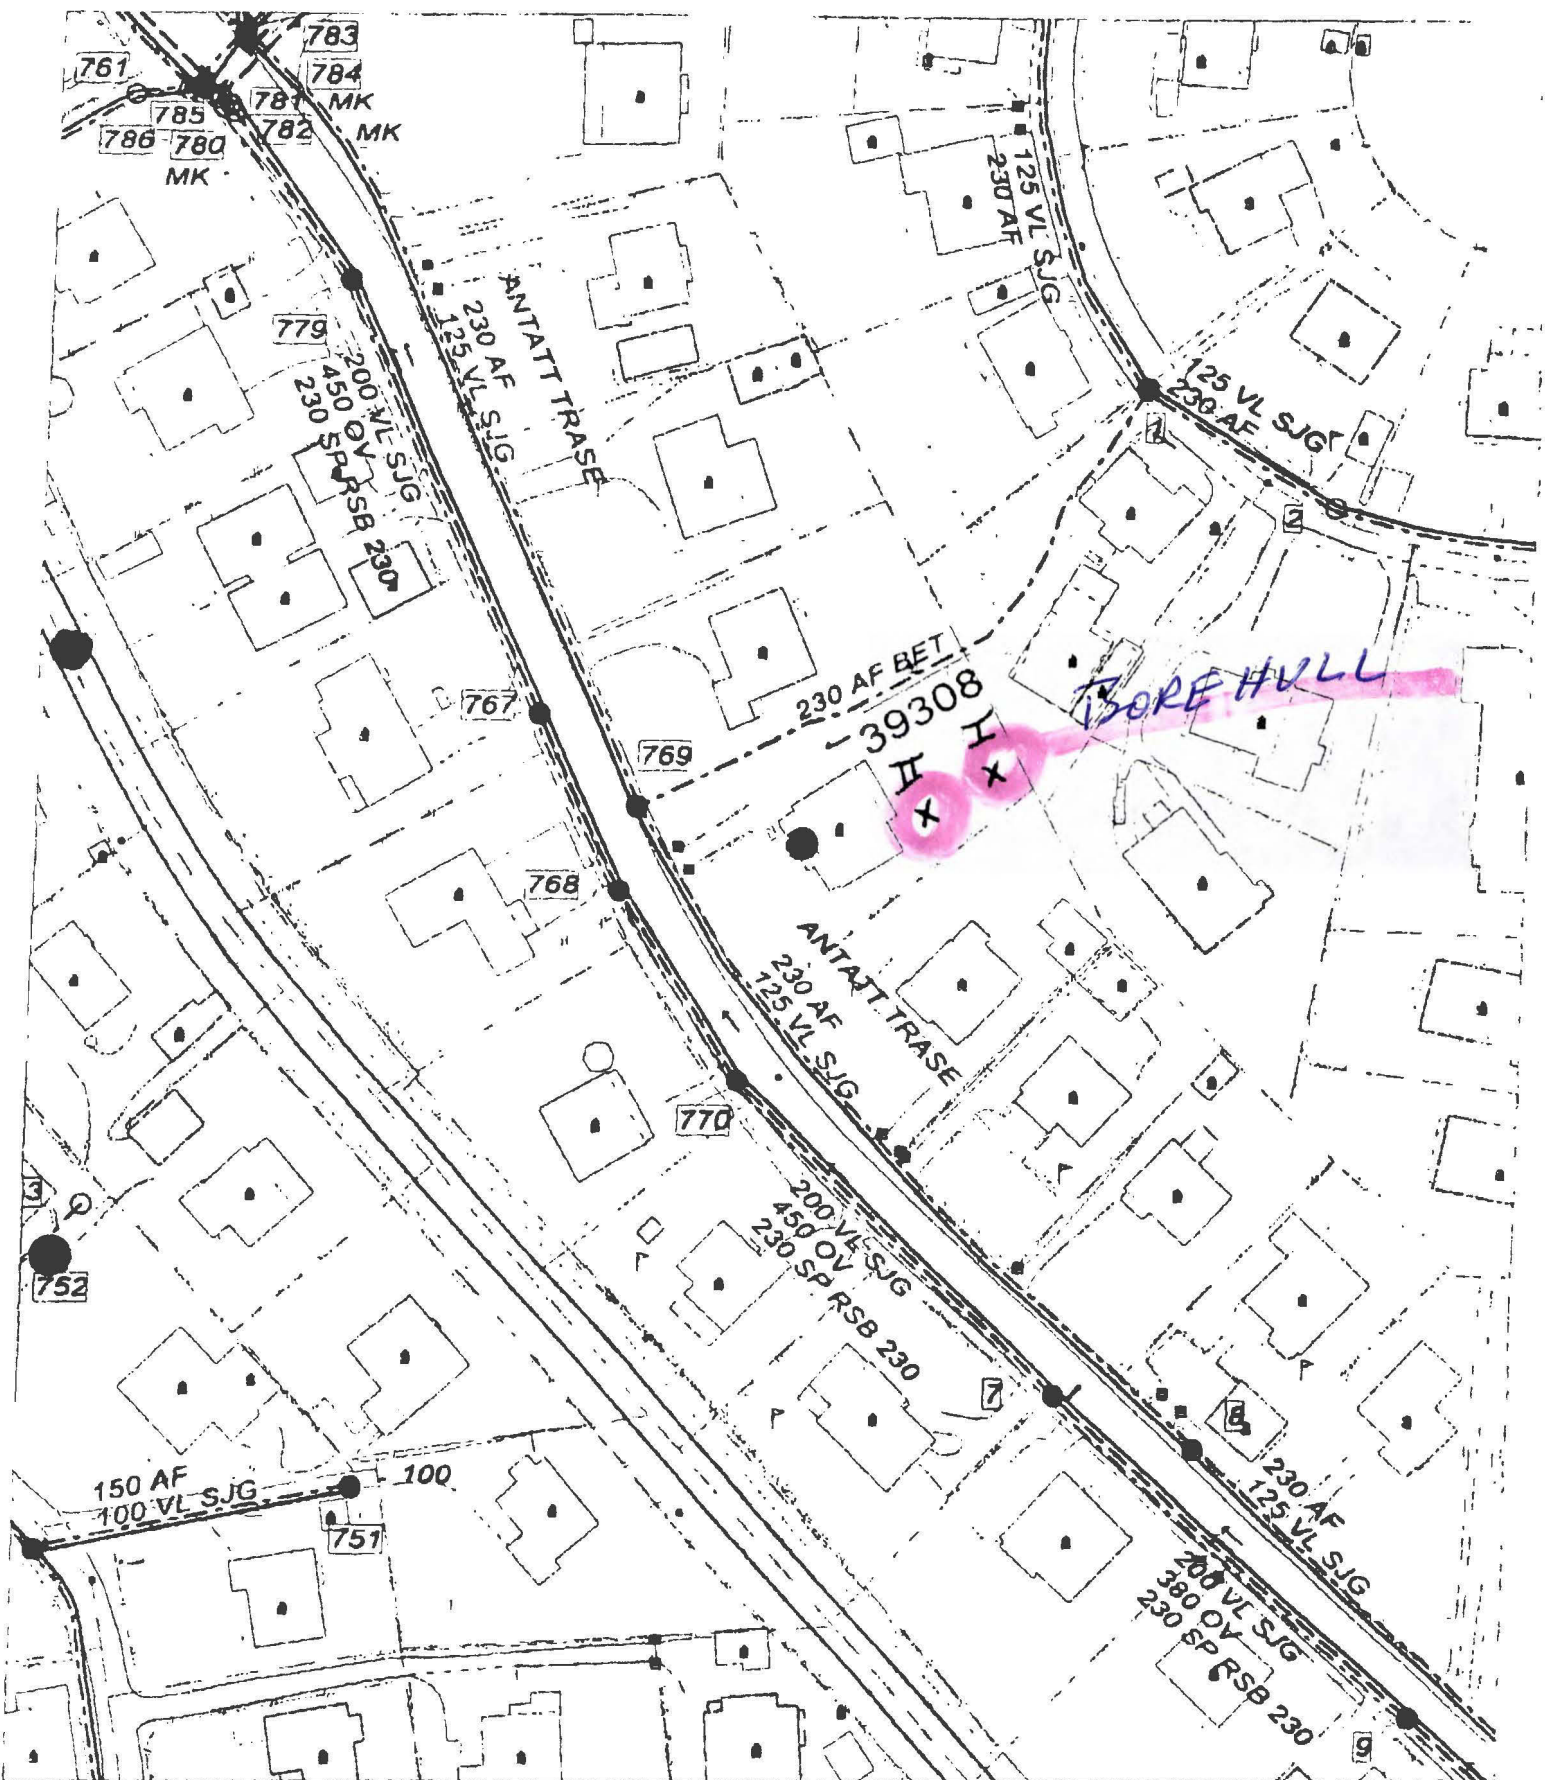 783
761
784
MK
781
785
782
MK
786
780
MK
125 VL SJG
230 AF
779
ANTATT TRASE
230 AF
125 VL SJG
200 VL SJG
450 OV
230 SP RSB 230
125 VL SJG
230 AF
1
2
230 AF BET
39308
BOREHULL
I
II
X
X
767
769
768
ANTATT TRASE
230 AF
125 VL SJG
770
3
752
200 VL SJG
450 OV
230 SP RSB 230
7
8
150 AF
100 VL SJG
100
751
230 AF
125 VL SJG
200 VL SJG
380 OV
230 SP RSB 230
9